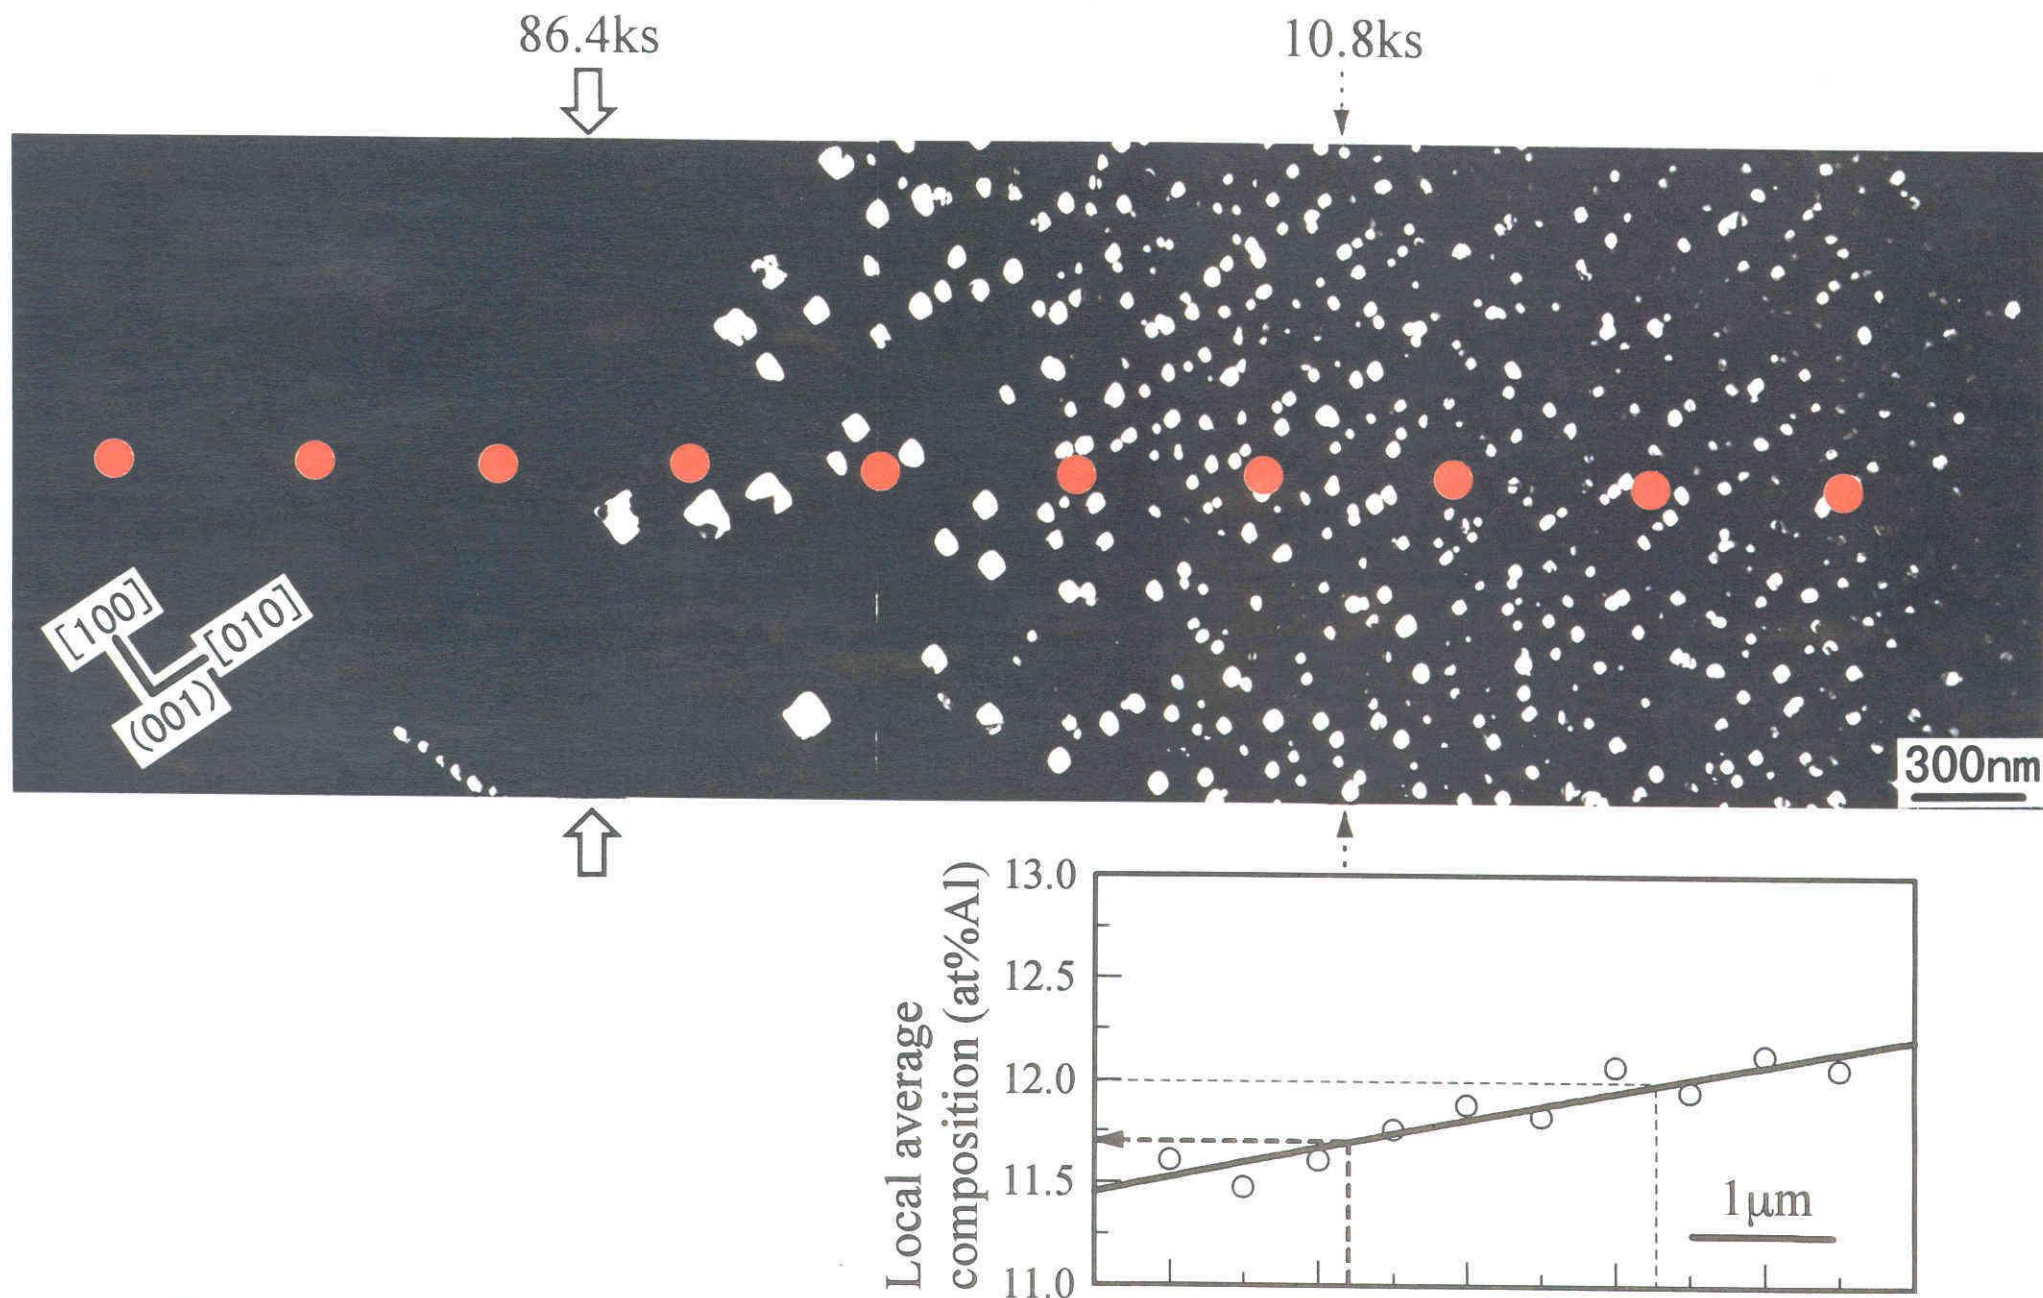 86.4ks
10.8ks
[100]
[010]
(001)
300nm
Local average
composition (at%Al)
13.0
12.5
12.0
11.5
11.0
1μm